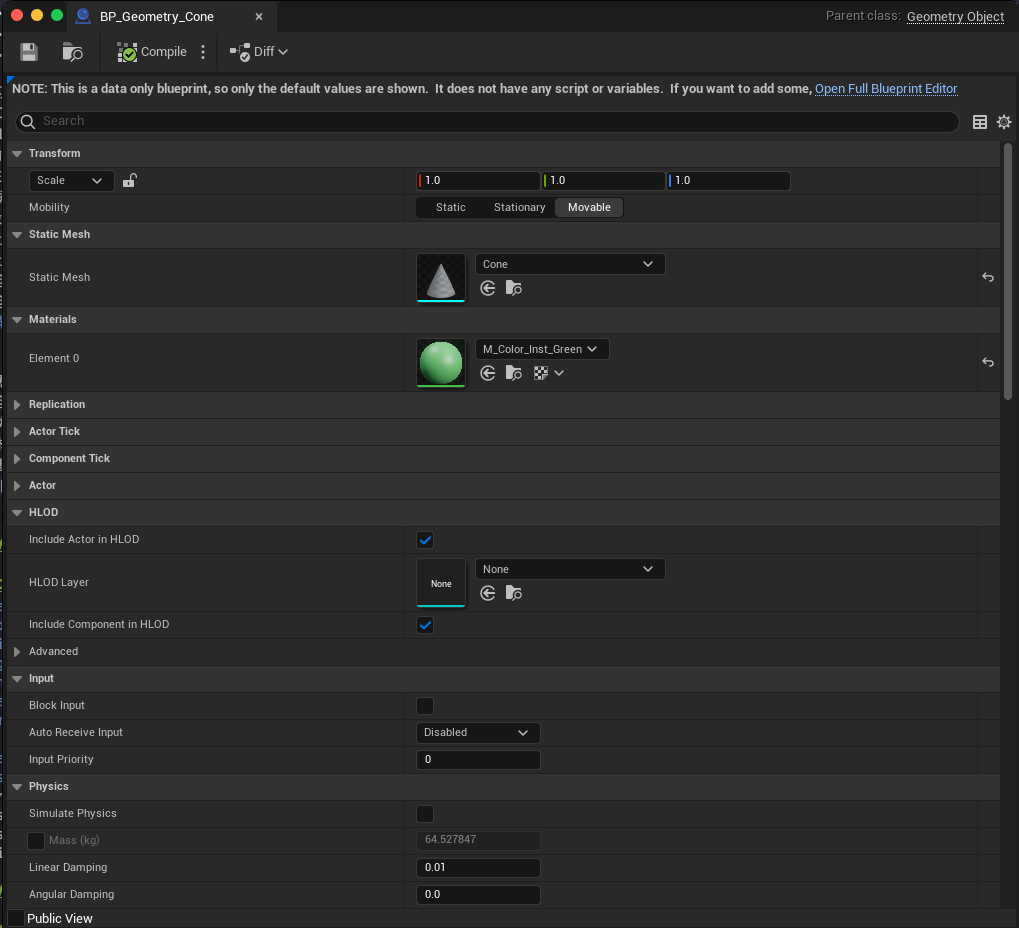 BP_Geometry_Cone
Parent class: Geometry Object
Compile Diff
NOTE: This is a data only blueprint, so only the default values are shown.  It does not have any script or variables.  If you want to add some, Open Full Blueprint Editor
Search
Transform
Scale 1.0 1.0 1.0
Mobility Static Stationary Movable
Static Mesh
Static Mesh Cone
Materials
Element 0 M_Color_Inst_Green
Replication
Actor Tick
Component Tick
Actor
HLOD
Include Actor in HLOD
HLOD Layer None None
Include Component in HLOD
Advanced
Input
Block Input
Auto Receive Input Disabled
Input Priority 0
Physics
Simulate Physics
Mass (kg) 64.527847
Linear Damping 0.01
Angular Damping 0.0
Public View